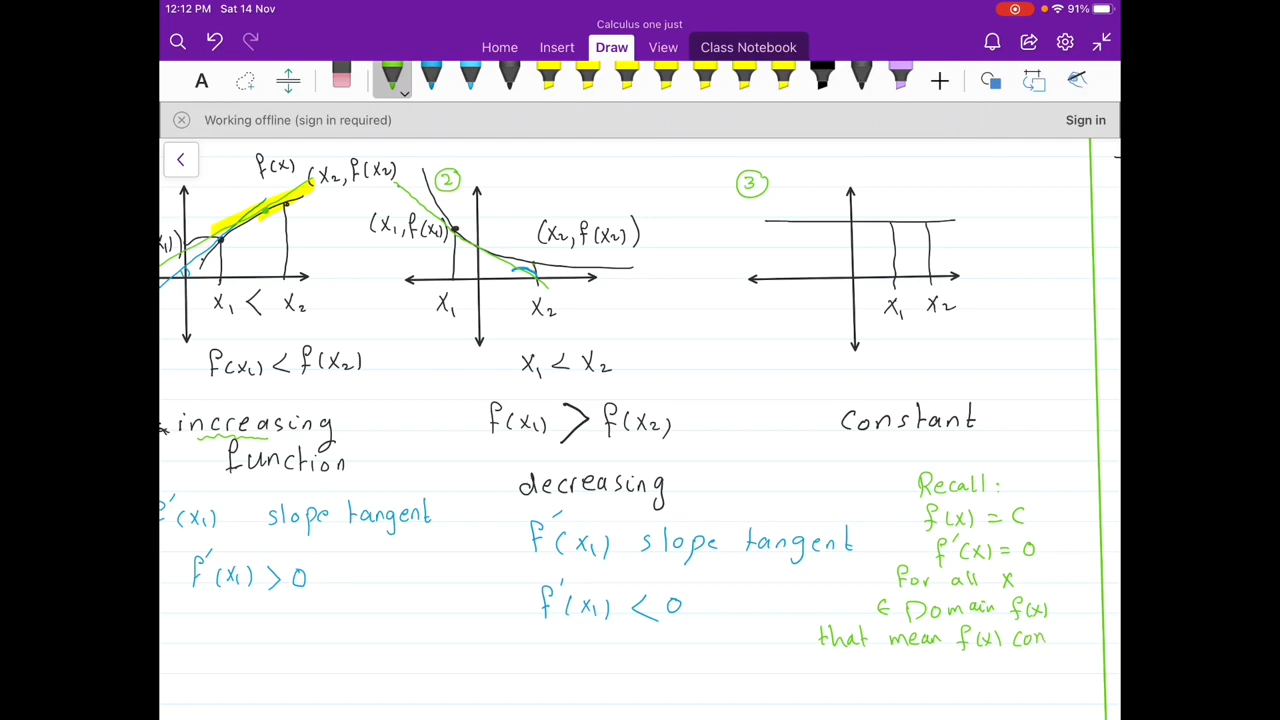 12:12 PM Sat 14 Nov
91%
Calculus one just
Home Insert Draw View Class Notebook
A
Working offline (sign in required)
Sign in
f(x)
(x2, f(x2)
x1)
x1 < x2
f(x1) < f(x2)
* increasing
function
f'(x1) slope tangent
f'(x1) > 0
2
(x1, f(x1)
(x2, f(x2))
x1
x2
x1 < x2
f(x1) > f(x2)
decreasing
f'(x1) slope tangent
f'(x1) < 0
3
x1 x2
constant
Recall:
f(x) = C
f'(x) = 0
for all x
∈ Domain f(x)
that mean f(x) con